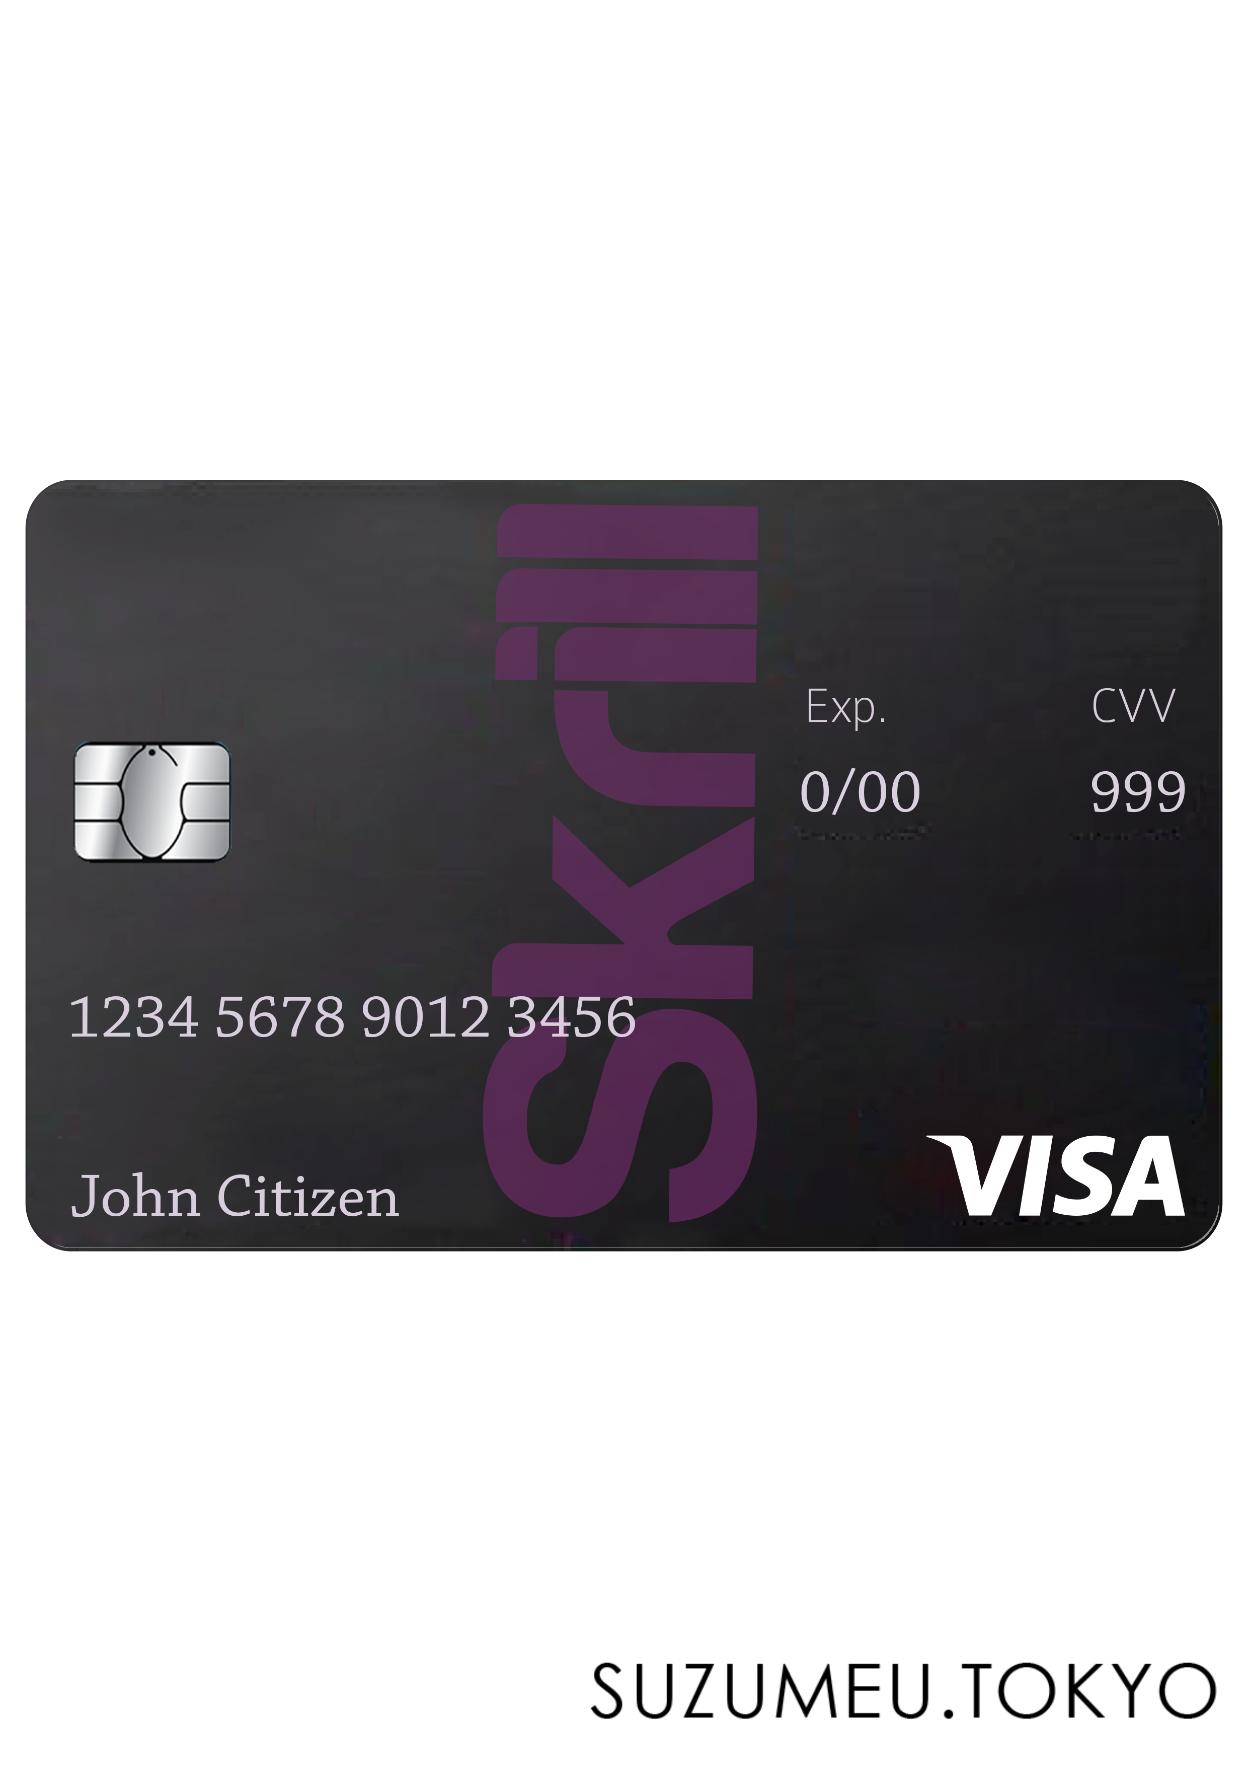 Skrill
Exp. CVV
0/00 999
1234 5678 9012 3456
John Citizen
VISA
SUZUMEU.TOKYO